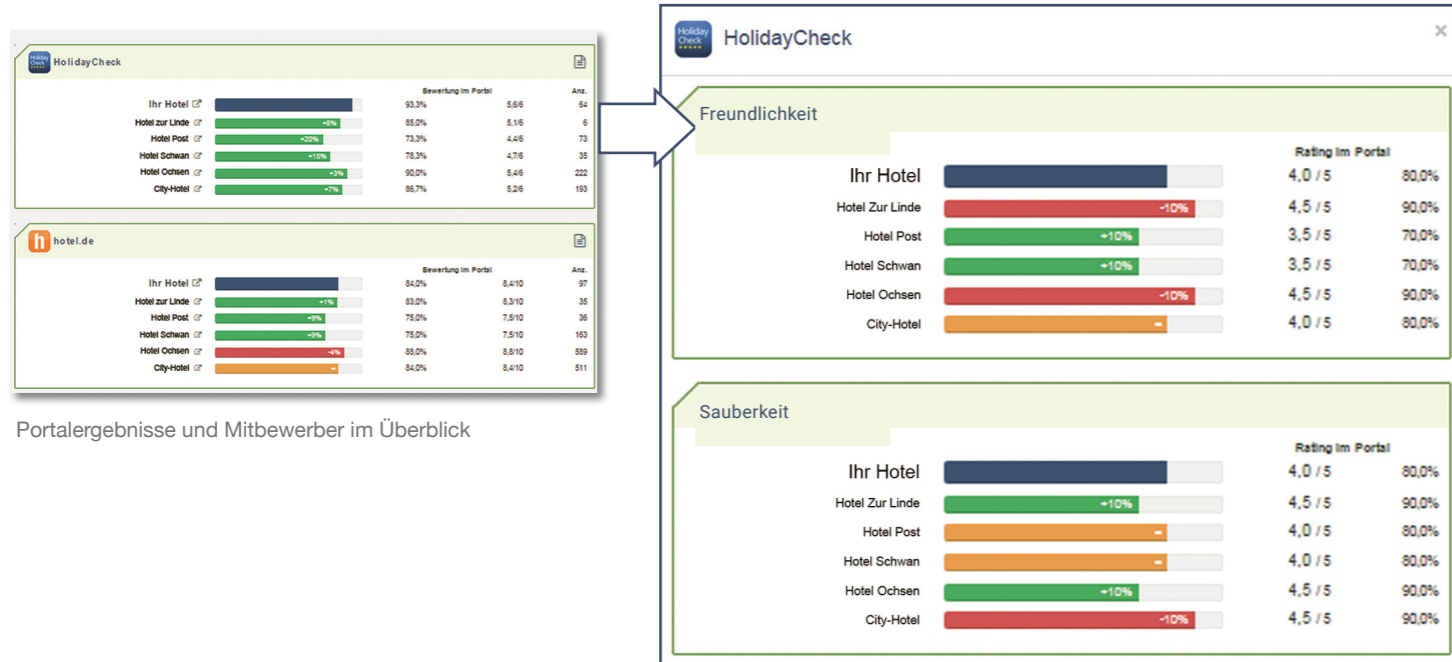 Holiday
Check
HolidayCheck
Bewertung im Portal Anz.
Ihr Hotel 93,3% 5,6/6 64
Hotel zur Linde +8% 85,0% 5,1/6 6
Hotel Post +20% 73,3% 4,4/6 73
Hotel Schwan +15% 78,3% 4,7/6 35
Hotel Ochsen +3% 90,0% 5,4/6 222
City-Hotel +7% 86,7% 5,2/6 193
h hotel.de
Bewertung im Portal Anz.
Ihr Hotel 84,0% 8,4/10 97
Hotel zur Linde +1% 83,0% 8,3/10 35
Hotel Post +9% 75,0% 7,5/10 36
Hotel Schwan +9% 75,0% 7,5/10 163
Hotel Ochsen -4% 88,0% 8,8/10 589
City-Hotel – 84,0% 8,4/10 511
Portalergebnisse und Mitbewerber im Überblick
Holiday
Check
HolidayCheck ×
Freundlichkeit
Rating im Portal
Ihr Hotel 4,0 / 5 80,0%
Hotel Zur Linde -10% 4,5 / 5 90,0%
Hotel Post +10% 3,5 / 5 70,0%
Hotel Schwan +10% 3,5 / 5 70,0%
Hotel Ochsen -10% 4,5 / 5 90,0%
City-Hotel – 4,0 / 5 80,0%
Sauberkeit
Rating im Portal
Ihr Hotel 4,0 / 5 80,0%
Hotel Zur Linde +10% 4,5 / 5 90,0%
Hotel Post – 4,0 / 5 80,0%
Hotel Schwan – 4,0 / 5 80,0%
Hotel Ochsen +10% 4,5 / 5 90,0%
City-Hotel -10% 4,5 / 5 90,0%